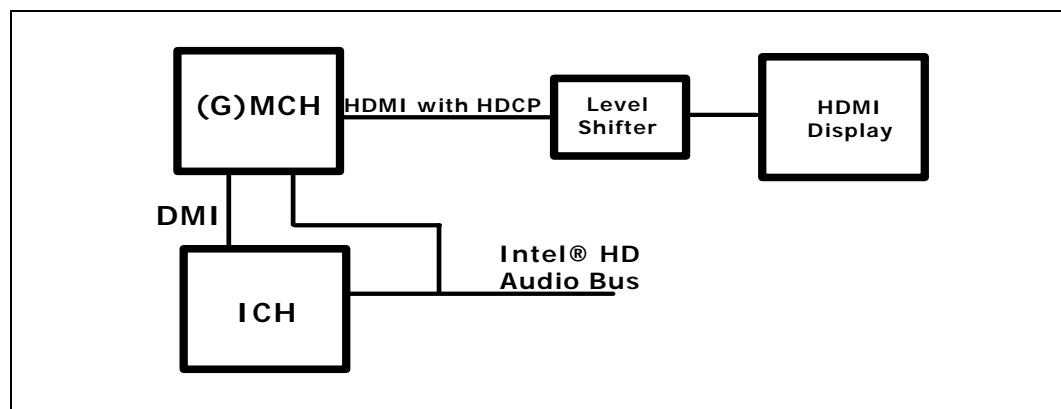 (G)MCH
HDMI with HDCP
Level
Shifter
HDMI
Display
DMI
Intel® HD
Audio Bus
ICH